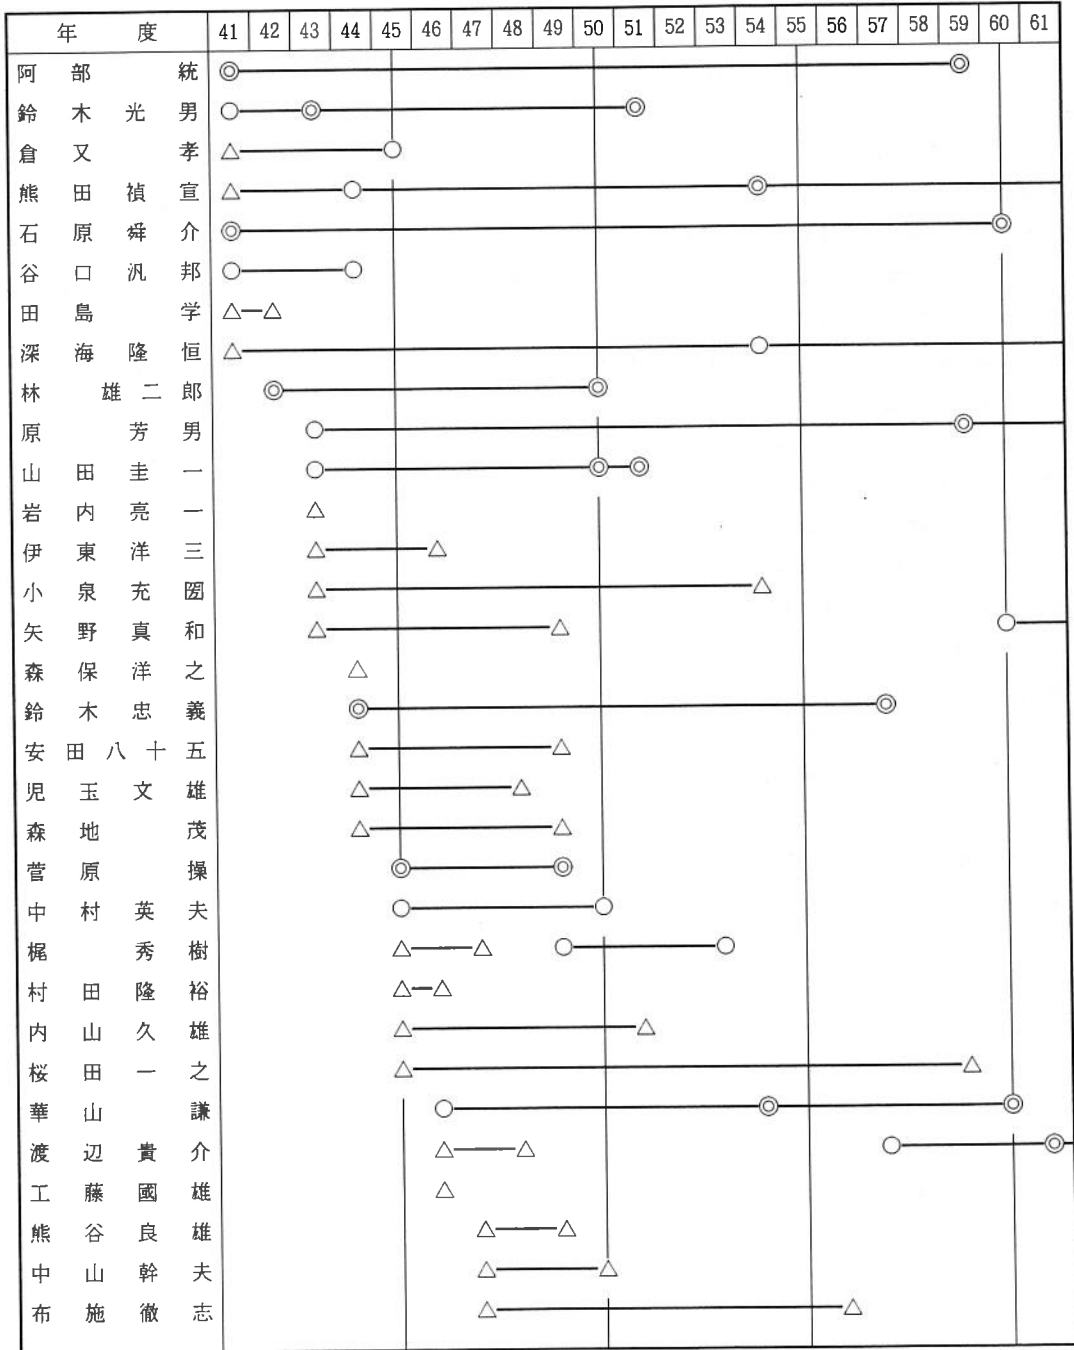 年度 41 42 43 44 45 46 47 48 49 50 51 52 53 54 55 56 57 58 59 60 61
阿部統
鈴木光男
倉又孝
熊田禎宣
石原舜介
谷口汎邦
田島学
深海隆恒
林雄二郎
原芳男
山田圭一
岩内亮一
伊東洋三
小泉充圀
矢野真和
森保洋之
鈴木忠義
安田八十五
児玉文雄
森地茂
菅原操
中村英夫
梶秀樹
村田隆裕
内山久雄
桜田一之
華山謙
渡辺貴介
工藤國雄
熊谷良雄
中山幹夫
布施徹志